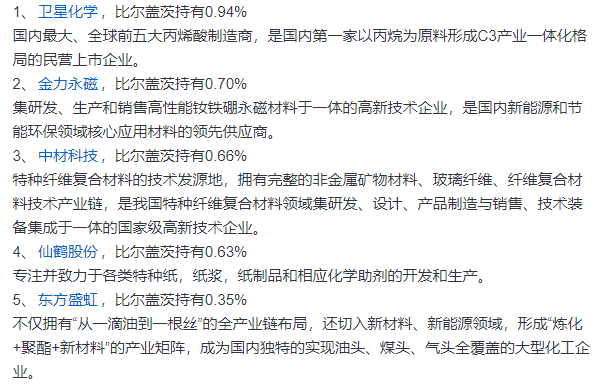 1、卫星化学，比尔盖茨持有0.94%
国内最大、全球前五大丙烯酸制造商，是国内第一家以丙烷为原料形成C3产业一体化格
局的民营上市企业。
2、金力永磁，比尔盖茨持有0.70%
集研发、生产和销售高性能钕铁硼永磁材料于一体的高新技术企业，是国内新能源和节
能环保领域核心应用材料的领先供应商。
3、中材科技，比尔盖茨持有0.66%
特种纤维复合材料的技术发源地，拥有完整的非金属矿物材料、玻璃纤维、纤维复合材
料技术产业链，是我国特种纤维复合材料领域集研发、设计、产品制造与销售、技术装
备集成于一体的国家级高新技术企业。
4、仙鹤股份，比尔盖茨持有0.63%
专注并致力于各类特种纸，纸浆，纸制品和相应化学助剂的开发和生产。
5、东方盛虹，比尔盖茨持有0.35%
不仅拥有“从一滴油到一根丝”的全产业链布局，还切入新材料、新能源领域，形成“炼化
+聚酯+新材料”的产业矩阵，成为国内独特的实现油头、煤头、气头全覆盖的大型化工企
业。